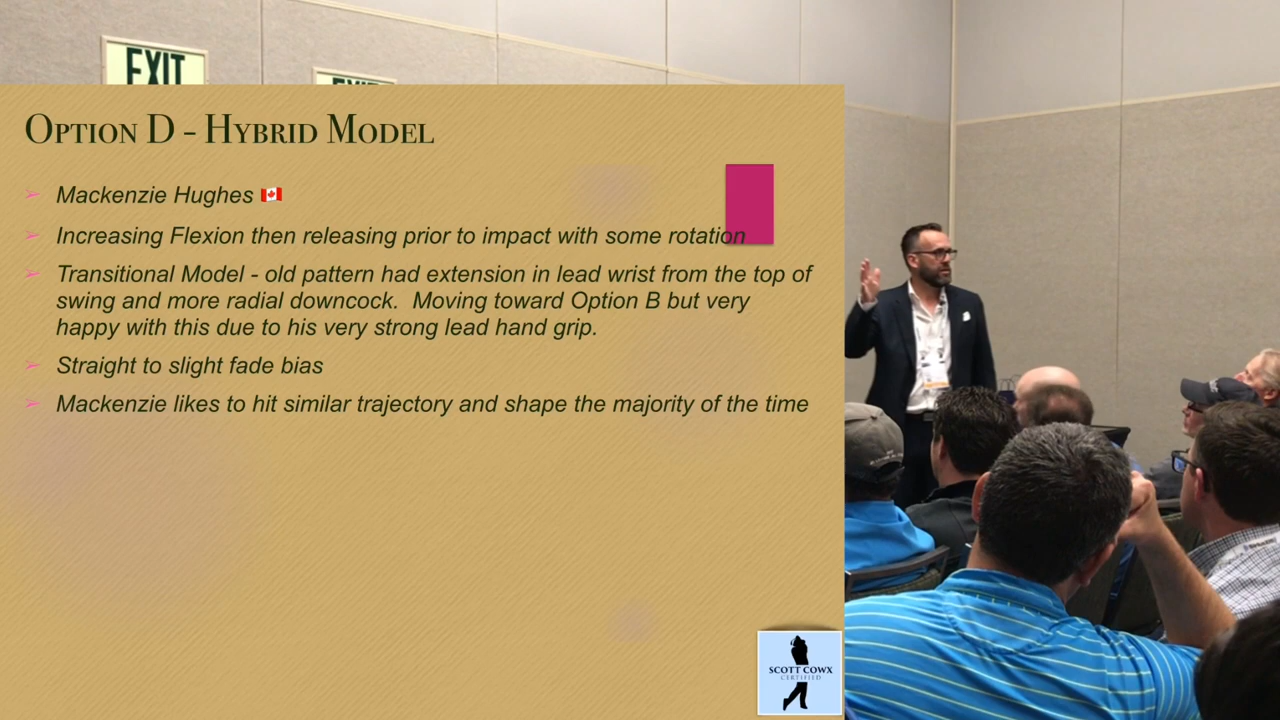 EXIT
OPTION D - HYBRID MODEL
➢ Mackenzie Hughes 🇨🇦
➢ Increasing Flexion then releasing prior to impact with some rotation
➢ Transitional Model - old pattern had extension in lead wrist from the top of
swing and more radial downcock. Moving toward Option B but very
happy with this due to his very strong lead hand grip.
➢ Straight to slight fade bias
➢ Mackenzie likes to hit similar trajectory and shape the majority of the time
SCOTT COWX
CERTIFIED